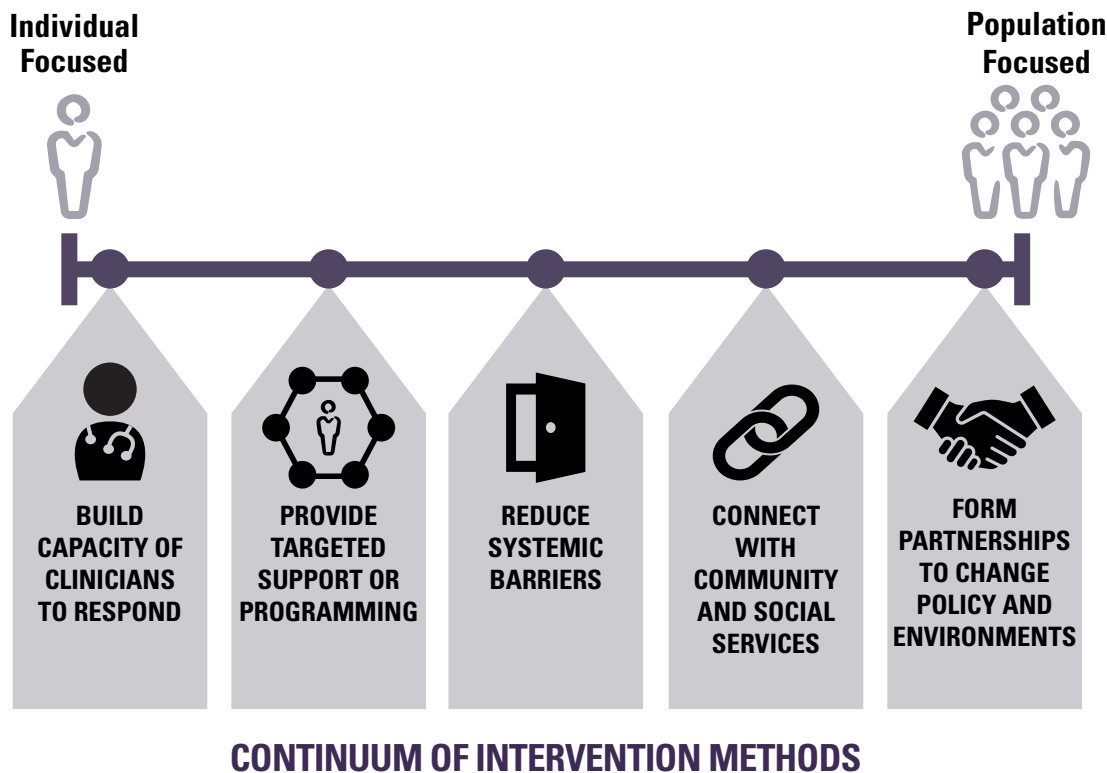 Individual
Focused
Population
Focused
BUILD
CAPACITY OF
CLINICIANS
TO RESPOND
PROVIDE
TARGETED
SUPPORT OR
PROGRAMMING
REDUCE
SYSTEMIC
BARRIERS
CONNECT
WITH
COMMUNITY
AND SOCIAL
SERVICES
FORM
PARTNERSHIPS
TO CHANGE
POLICY AND
ENVIRONMENTS
CONTINUUM OF INTERVENTION METHODS